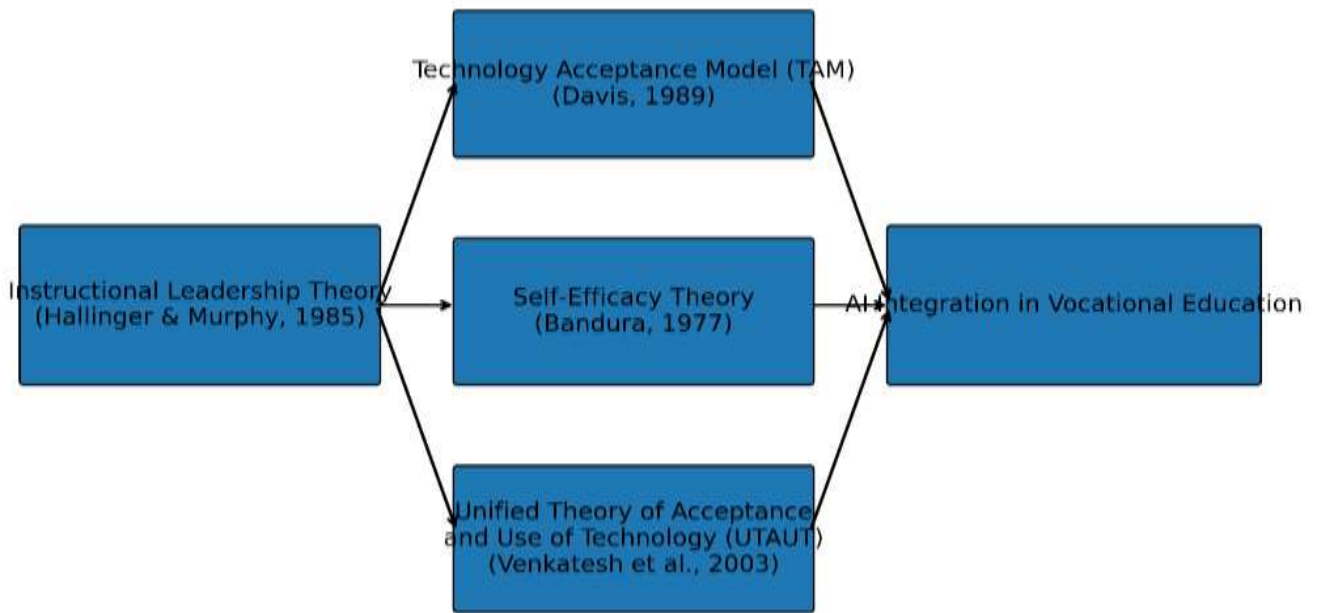 Technology Acceptance Model (TAM)
(Davis, 1989)
Instructional Leadership Theory
(Hallinger & Murphy, 1985)
Self-Efficacy Theory
(Bandura, 1977)
AI Integration in Vocational Education
Unified Theory of Acceptance
and Use of Technology (UTAUT)
(Venkatesh et al., 2003)